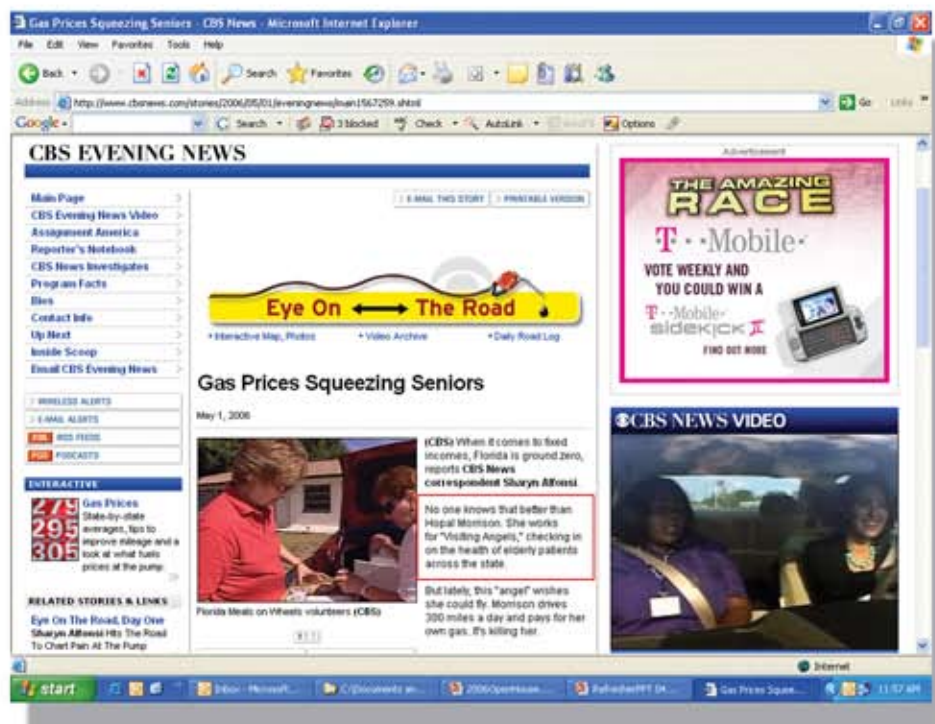 Gas Prices Squeezing Seniors - CBS News - Microsoft Internet Explorer
File Edit View Favorites Tools Help
Back Search Favorites
Address http://www.cbsnews.com/stories/2006/05/01/eveningnews/main1567259.shtml Go Links
Google Search 3 blocked Check AutoLink Options
CBS EVENING NEWS
Main Page
CBS Evening News Video
Assignment America
Reporter's Notebook
CBS News Investigates
Program Facts
Bios
Contact Info
Up Next
Inside Scoop
Email CBS Evening News
WIRELESS ALERTS
E-MAIL ALERTS
RSS FEEDS
PODCASTS
INTERACTIVE
279
295
305
Gas Prices
State-by-state
averages, tips to
improve mileage and a
look at what fuels
prices at the pump.
RELATED STORIES & LINKS
Eye On The Road, Day One
Sharyn Alfonsi Hits The Road
To Chart Pain At The Pump
E-MAIL THIS STORY PRINTABLE VERSION
Eye On The Road
Interactive Map, Photos Video Archive Daily Road Log
Gas Prices Squeezing Seniors
May 1, 2006
Florida Meals on Wheels volunteers (CBS)
(CBS) When it comes to fixed
incomes, Florida is ground zero,
reports CBS News
correspondent Sharyn Alfonsi.
No one knows that better than
Hopal Morrison. She works
for "Visiting Angels," checking in
on the health of elderly patients
across the state.
But lately, this "angel" wishes
she could fly. Morrison drives
300 miles a day and pays for her
own gas. It's killing her.
Advertisement
THE AMAZING
RACE
T··Mobile·
VOTE WEEKLY AND
YOU COULD WIN A
T··Mobile·
SIDEKICK II
FIND OUT MORE
CBS NEWS VIDEO
Internet
start Inbox - Microsoft... C:\Documents an... Gas Prices Squee... 11:57 AM